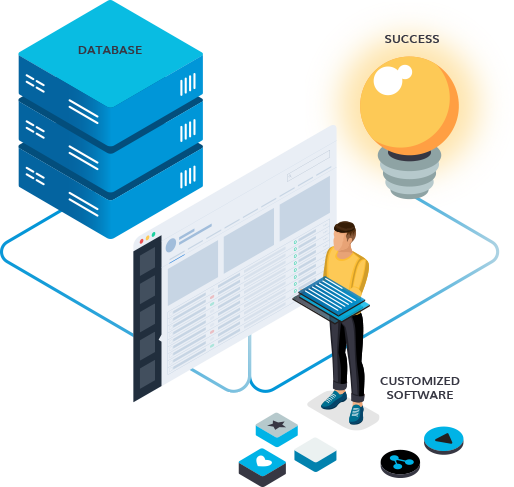 DATABASE
SUCCESS
CUSTOMIZED
SOFTWARE